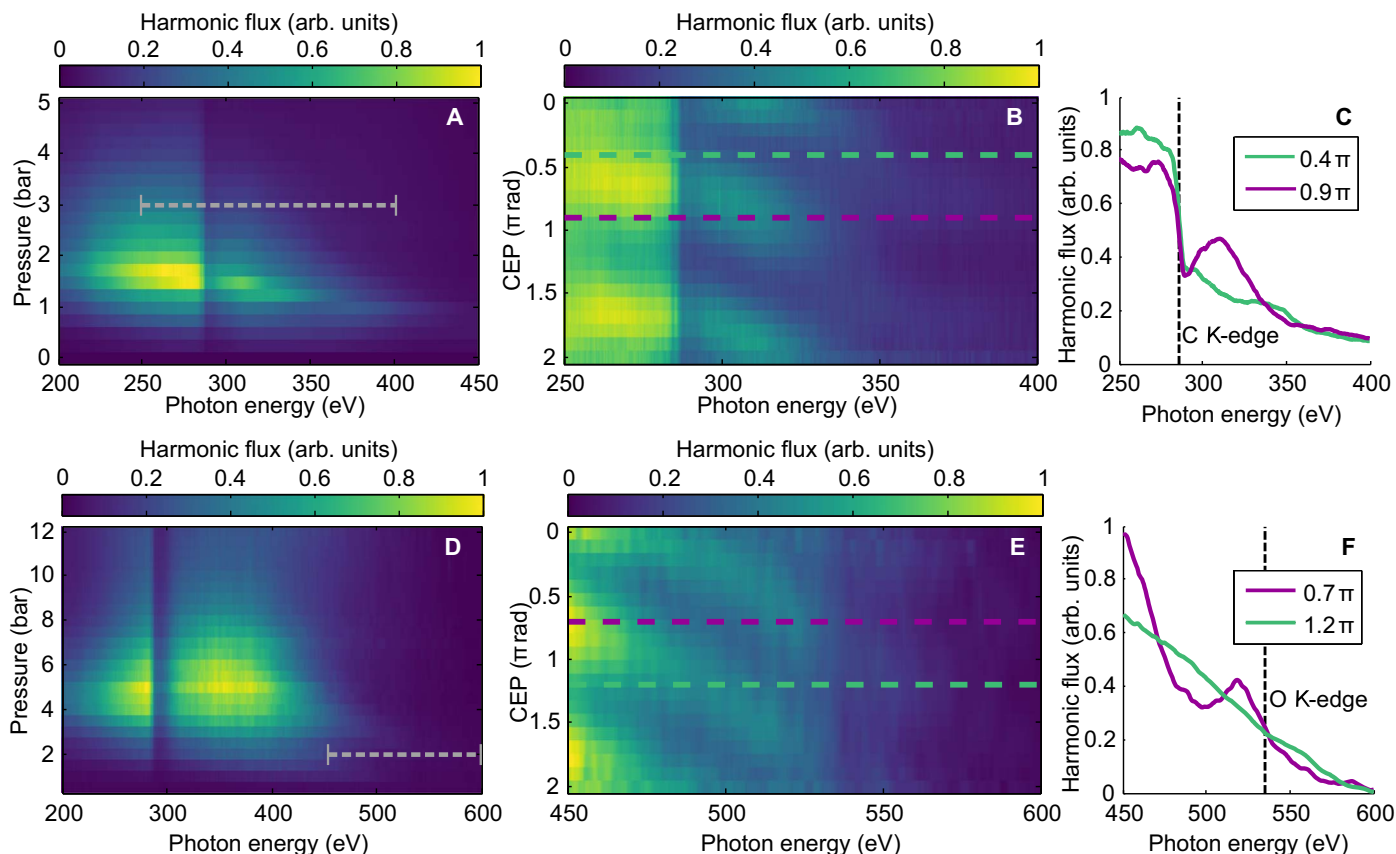 Harmonic flux (arb. units)
0 0.2 0.4 0.6 0.8 1
A
Pressure (bar)
5
4
3
2
1
0
200 250 300 350 400 450
Photon energy (eV)
Harmonic flux (arb. units)
0 0.2 0.4 0.6 0.8 1
B
CEP (π rad)
0
0.5
1
1.5
2
250 300 350 400
Photon energy (eV)
C
Harmonic flux (arb. units)
1
0.8
0.6
0.4
0.2
0
0.4 π
0.9 π
C K-edge
250 300 350 400
Photon energy (eV)
Harmonic flux (arb. units)
0 0.2 0.4 0.6 0.8 1
D
Pressure (bar)
12
10
8
6
4
2
200 300 400 500 600
Photon energy (eV)
Harmonic flux (arb. units)
0 0.2 0.4 0.6 0.8 1
E
CEP (π rad)
0
0.5
1
1.5
2
450 500 550 600
Photon energy (eV)
F
Harmonic flux (arb. units)
1
0.8
0.6
0.4
0.2
0
0.7 π
1.2 π
O K-edge
450 500 550 600
Photon energy (eV)